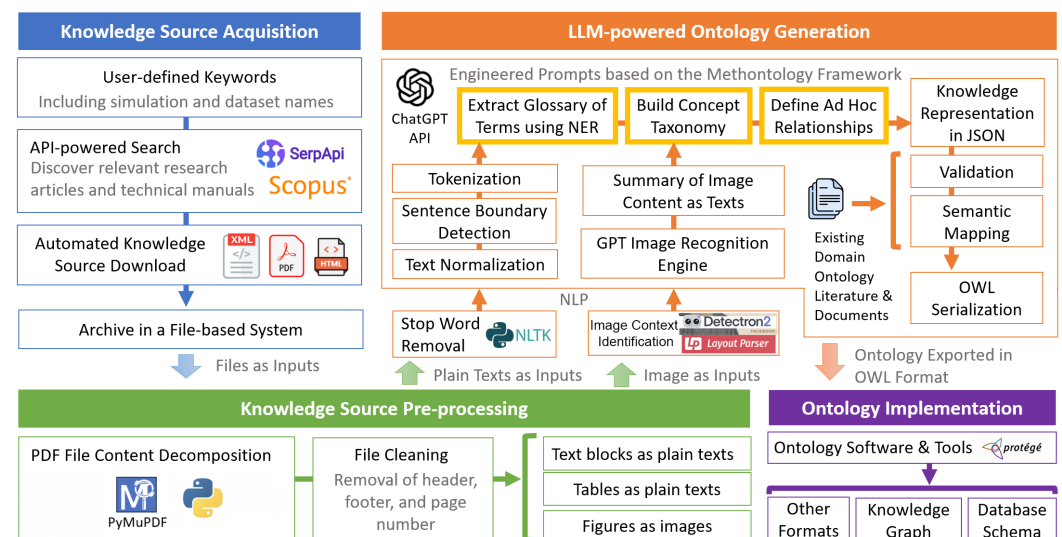 Knowledge Source Acquisition
User-defined Keywords
Including simulation and dataset names
API-powered Search
Discover relevant research
articles and technical manuals
SerpApi
Scopus®
Automated Knowledge
Source Download
XML
</>
PDF
HTML
Archive in a File-based System
Files as Inputs
LLM-powered Ontology Generation
Engineered Prompts based on the Methontology Framework
ChatGPT
API
Extract Glossary of
Terms using NER
Build Concept
Taxonomy
Define Ad Hoc
Relationships
Knowledge
Representation
in JSON
Tokenization
Sentence Boundary
Detection
Text Normalization
Summary of Image
Content as Texts
GPT Image Recognition
Engine
Existing
Domain
Ontology
Literature &
Documents
Validation
Semantic
Mapping
OWL
Serialization
NLP
Stop Word
Removal
NLTK
Image Context
Identification
Detectron2
FACEBOOK
LP Layout Parser
Plain Texts as Inputs
Image as Inputs
Ontology Exported in
OWL Format
Knowledge Source Pre-processing
PDF File Content Decomposition
PyMuPDF
File Cleaning
Removal of header,
footer, and page
number
Text blocks as plain texts
Tables as plain texts
Figures as images
Ontology Implementation
Ontology Software & Tools
protégé
Other
Formats
Knowledge
Graph
Database
Schema